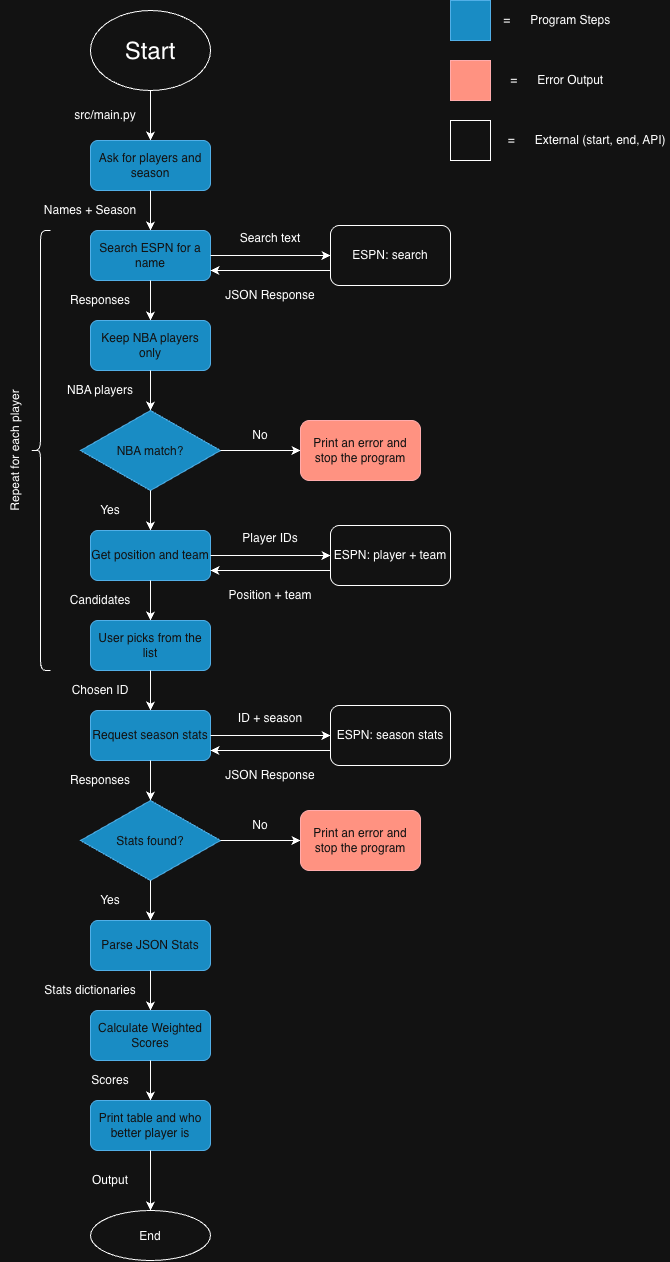 Start
=
Program Steps
=
Error Output
=
External (start, end, API)
src/main.py
Ask for players and
season
Names + Season
Search ESPN for a
name
Search text
ESPN: search
JSON Response
Responses
Keep NBA players
only
NBA players
Repeat for each player
NBA match?
No
Print an error and
stop the program
Yes
Get position and team
Player IDs
ESPN: player + team
Position + team
Candidates
User picks from the
list
Chosen ID
Request season stats
ID + season
ESPN: season stats
JSON Response
Responses
Stats found?
No
Print an error and
stop the program
Yes
Parse JSON Stats
Stats dictionaries
Calculate Weighted
Scores
Scores
Print table and who
better player is
Output
End